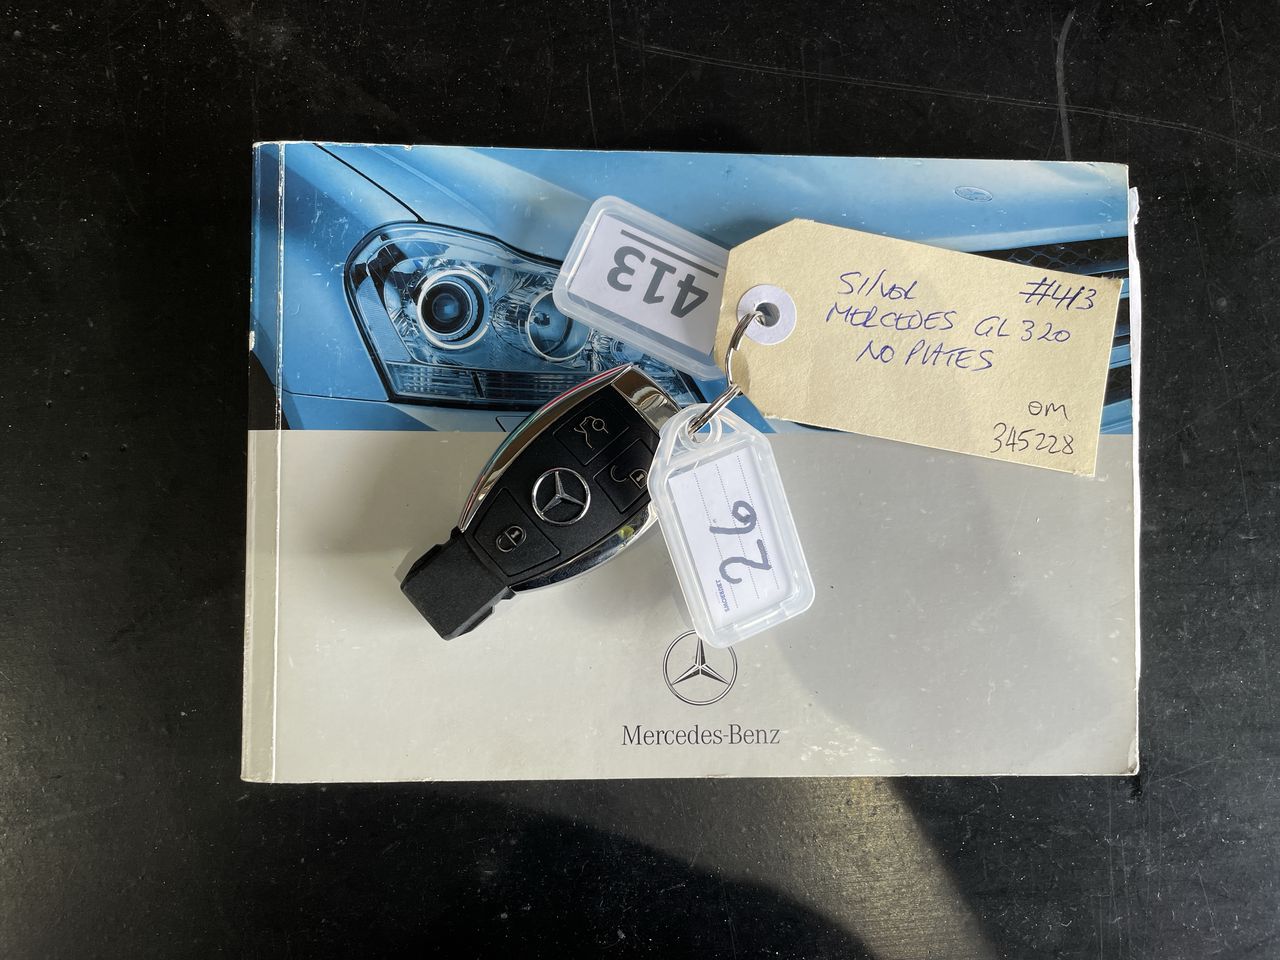 413
Silver #413
MERCEDES GL 320
NO PLATES
OM
345228
26
Mercedes-Benz